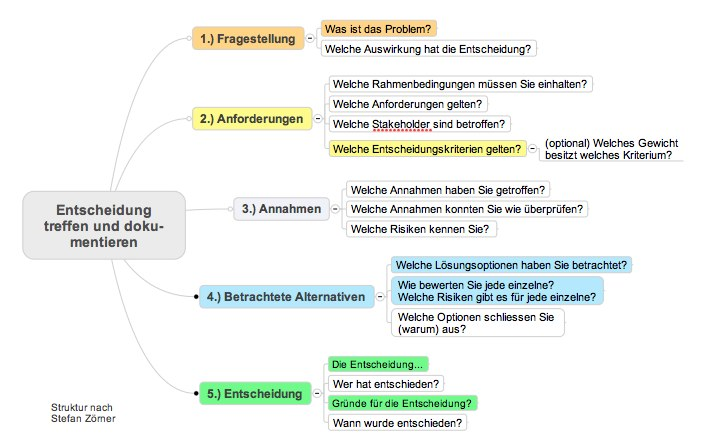 1.) Fragestellung
Was ist das Problem?
Welche Auswirkung hat die Entscheidung?
2.) Anforderungen
Welche Rahmenbedingungen müssen Sie einhalten?
Welche Anforderungen gelten?
Welche Stakeholder sind betroffen?
Welche Entscheidungskriterien gelten?
(optional) Welches Gewicht
besitzt welches Kriterium?
Entscheidung
treffen und doku-
mentieren
3.) Annahmen
Welche Annahmen haben Sie getroffen?
Welche Annahmen konnten Sie wie überprüfen?
Welche Risiken kennen Sie?
4.) Betrachtete Alternativen
Welche Lösungsoptionen haben Sie betrachtet?
Wie bewerten Sie jede einzelne?
Welche Risiken gibt es für jede einzelne?
Welche Optionen schliessen Sie
(warum) aus?
5.) Entscheidung
Die Entscheidung...
Wer hat entschieden?
Gründe für die Entscheidung?
Wann wurde entschieden?
Struktur nach
Stefan Zörner